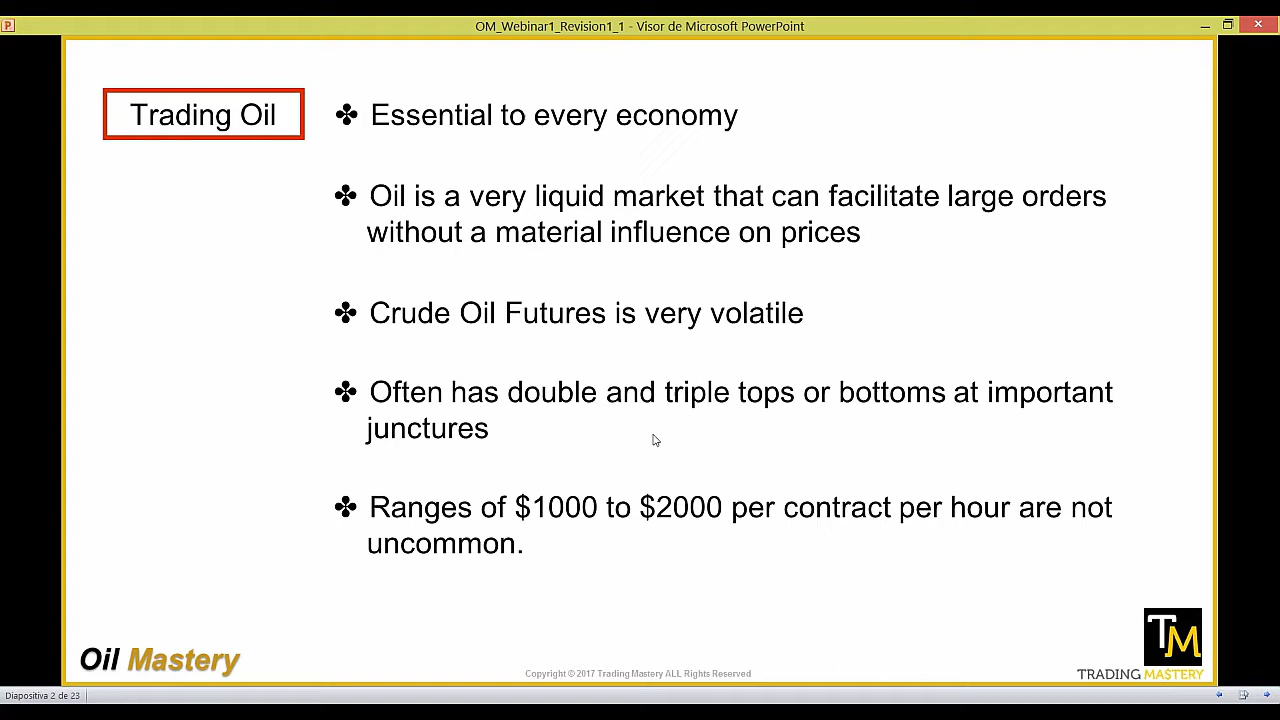 OM_Webinar1_Revision1_1 - Visor de Microsoft PowerPoint
Trading Oil
✤ Essential to every economy
✤ Oil is a very liquid market that can facilitate large orders
without a material influence on prices
✤ Crude Oil Futures is very volatile
✤ Often has double and triple tops or bottoms at important
junctures
✤ Ranges of $1000 to $2000 per contract per hour are not
uncommon.
Oil Mastery
Copyright © 2017 Trading Mastery ALL Rights Reserved
TM
TRADING MASTERY
Diapositiva 2 de 23